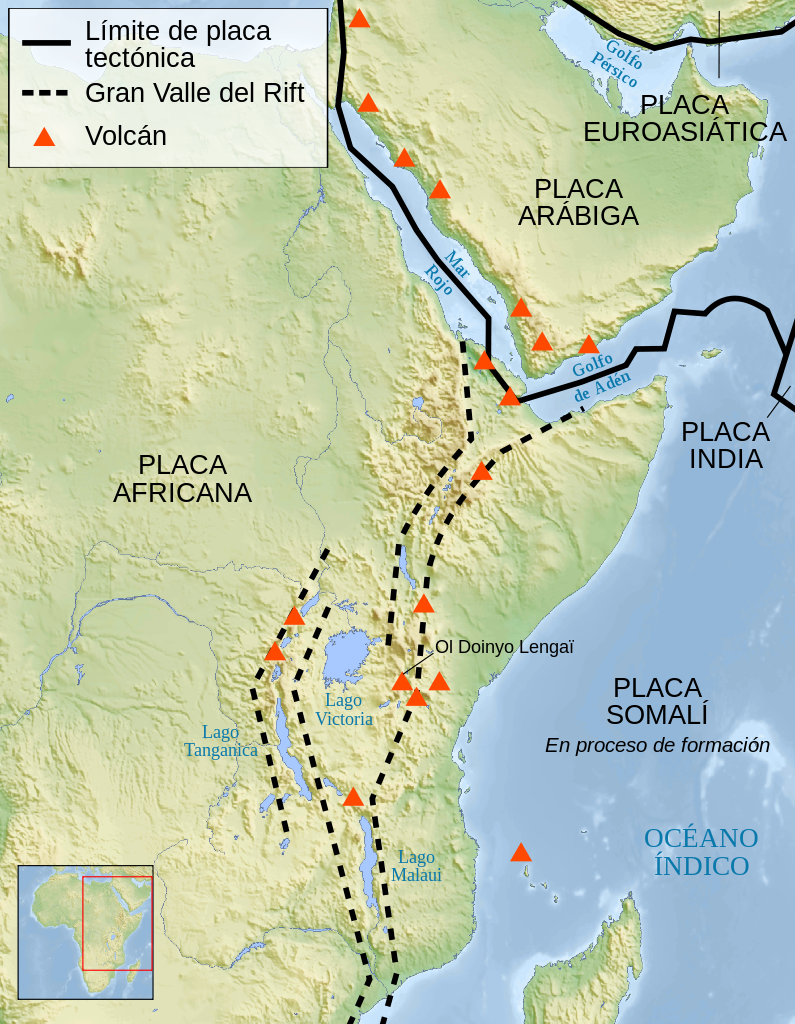 Límite de placa
tectónica
Gran Valle del Rift
Volcán
Golfo
Pérsico
PLACA
EUROASIÁTICA
PLACA
ARÁBIGA
Mar
Rojo
Golfo
de Adén
PLACA
INDIA
PLACA
AFRICANA
Ol Doinyo Lengaï
Lago
Victoria
PLACA
SOMALÍ
En proceso de formación
Lago
Tanganica
OCÉANO
ÍNDICO
Lago
Malaui